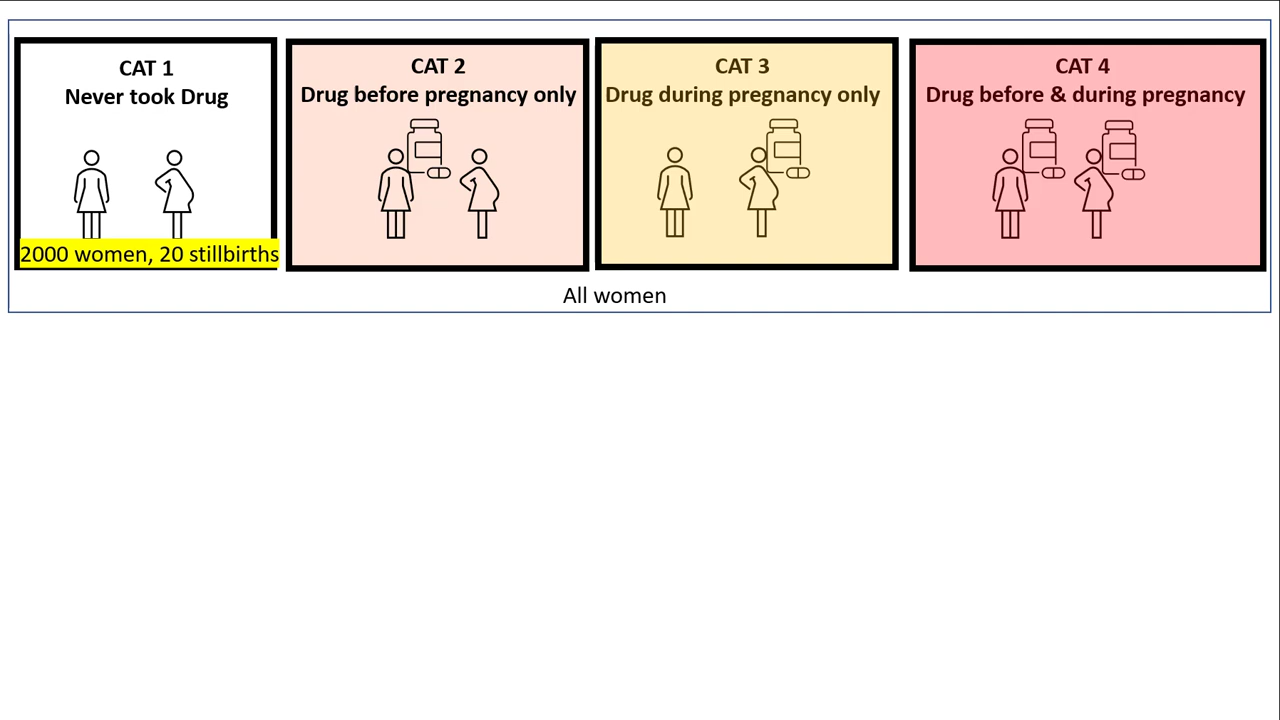 CAT 1
Never took Drug
2000 women, 20 stillbirths
CAT 2
Drug before pregnancy only
CAT 3
Drug during pregnancy only
CAT 4
Drug before & during pregnancy
All women